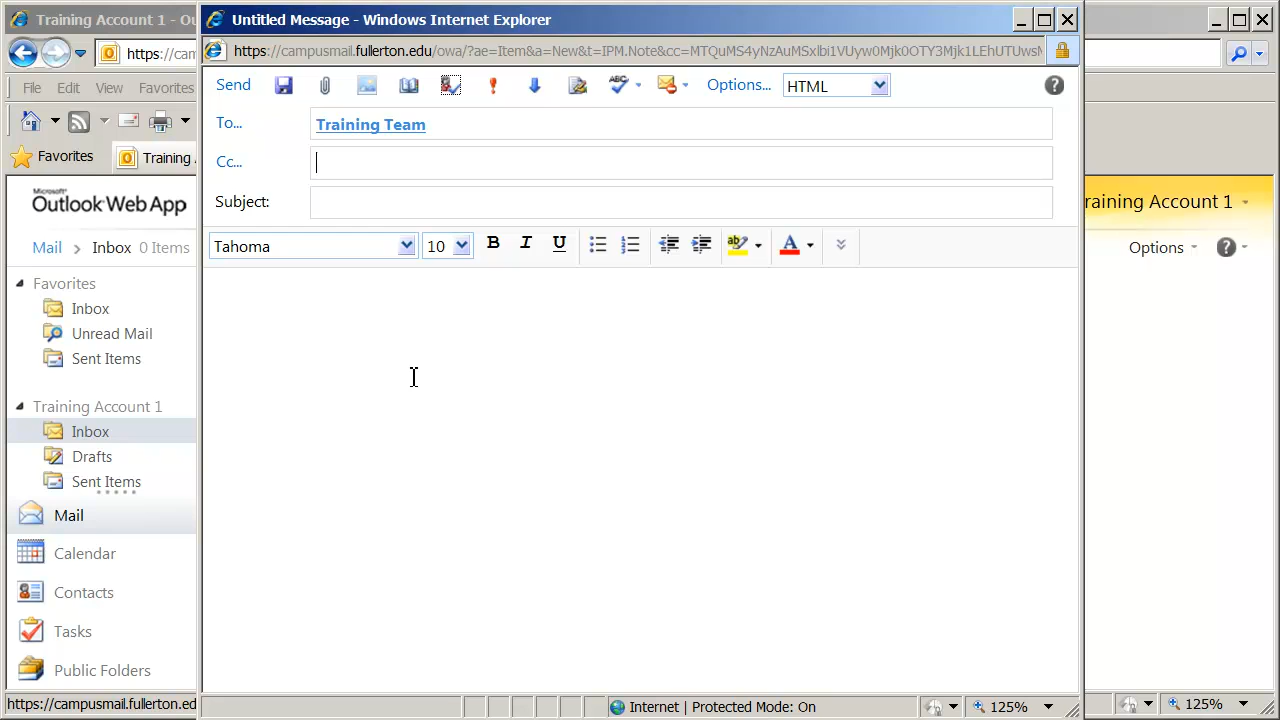 Training Account 1 - Ou
Untitled Message - Windows Internet Explorer
https://cam
https://campusmail.fullerton.edu/owa/?ae=Item&a=New&t=IPM.Note&cc=
File Edit View Favorites
Send
Options...
HTML
To...
Training Team
Cc...
Subject:
Favorites
Training
Tahoma
10
B I U
ab
A
Microsoft®
Outlook Web App
raining Account 1
Mail > Inbox 0 Items
Options
Favorites
Inbox
Unread Mail
Sent Items
Training Account 1
Inbox
Drafts
Sent Items
Mail
Calendar
Contacts
Tasks
Public Folders
https://campusmail.fullerton.ed
Internet | Protected Mode: On
125%
125%